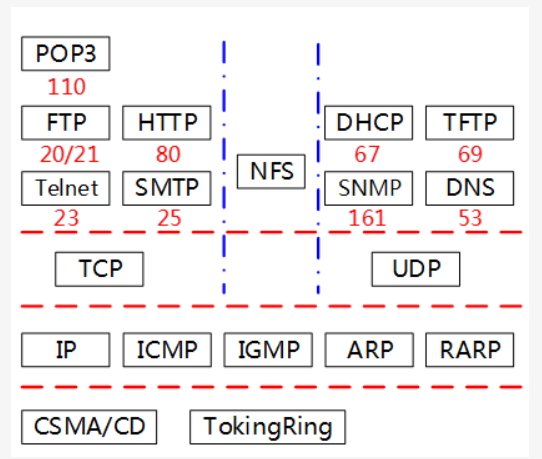 POP3
110
FTP HTTP DHCP TFTP
20/21 80 67 69
NFS
Telnet SMTP SNMP DNS
23 25 161 53
TCP UDP
IP ICMP IGMP ARP RARP
CSMA/CD TokingRing